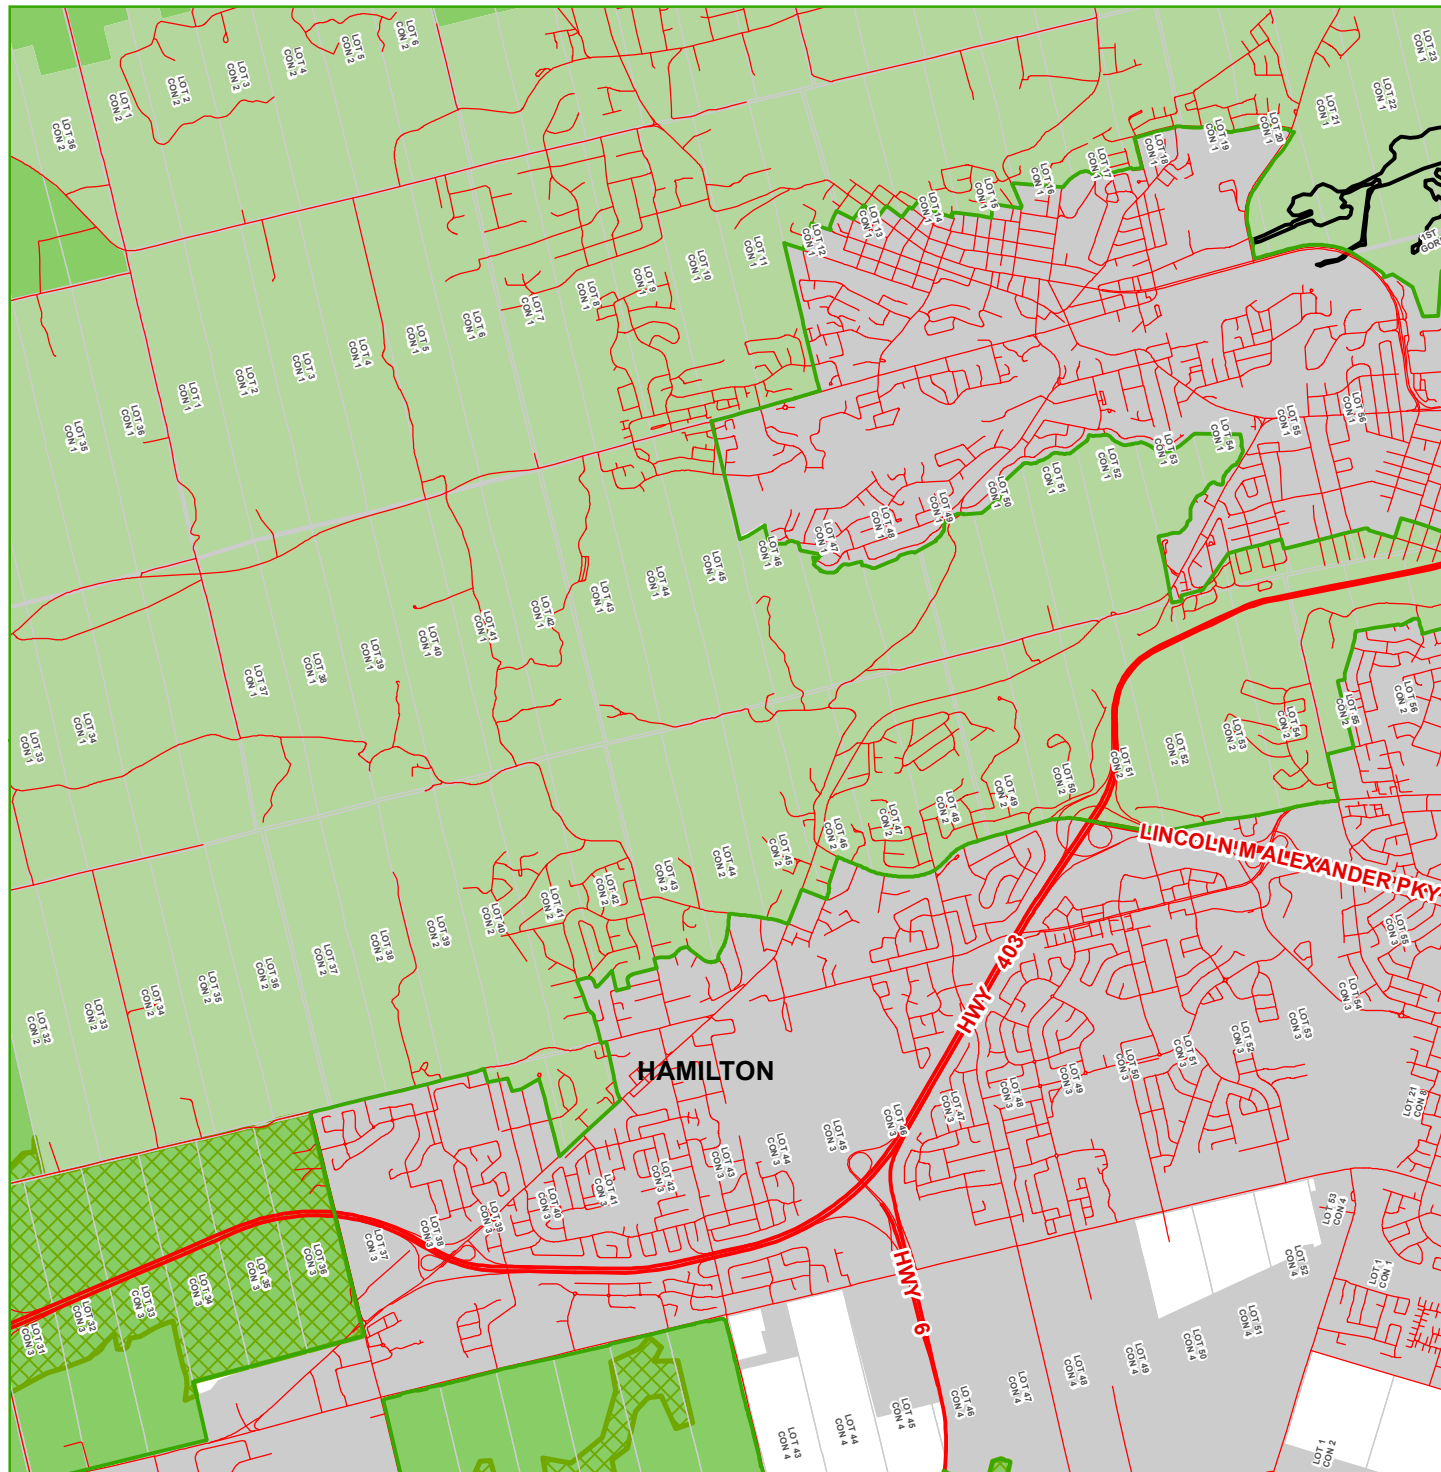 LOT 6
CON 2
LOT 5
CON 2
LOT 4
CON 2
LOT 3
CON 2
LOT 2
CON 2
LOT 1
CON 2
LOT 36
CON 2
LOT 23
CON 1
LOT 22
CON 1
LOT 21
CON 1
LOT 20
CON 1
LOT 19
CON 1
LOT 18
CON 1
LOT 17
CON 1
LOT 16
CON 1
LOT 15
CON 1
LOT 14
CON 1
LOT 13
CON 1
LOT 12
CON 1
LOT 11
CON 1
LOT 10
CON 1
LOT 9
CON 1
LOT 8
CON 1
LOT 7
CON 1
LOT 6
CON 1
LOT 5
CON 1
LOT 4
CON 1
LOT 3
CON 1
LOT 2
CON 1
LOT 1
CON 1
LOT 36
CON 1
LOT 35
CON 1
1ST
GOR
LOT 56
CON 1
LOT 55
CON 1
LOT 54
CON 1
LOT 53
CON 1
LOT 52
CON 1
LOT 51
CON 1
LOT 50
CON 1
LOT 49
CON 1
LOT 48
CON 1
LOT 47
CON 1
LOT 46
CON 1
LOT 45
CON 1
LOT 44
CON 1
LOT 43
CON 1
LOT 42
CON 1
LOT 41
CON 1
LOT 40
CON 1
LOT 39
CON 1
LOT 38
CON 1
LOT 37
CON 1
LOT 34
CON 1
LOT 33
CON 1
LOT 56
CON 2
LOT 55
CON 2
LOT 54
CON 2
LOT 53
CON 2
LOT 52
CON 2
LOT 51
CON 2
LOT 50
CON 2
LOT 49
CON 2
LOT 48
CON 2
LOT 47
CON 2
LOT 46
CON 2
LOT 45
CON 2
LOT 44
CON 2
LOT 43
CON 2
LOT 42
CON 2
LOT 41
CON 2
LOT 40
CON 2
LOT 39
CON 2
LOT 38
CON 2
LOT 37
CON 2
LOT 36
CON 2
LOT 35
CON 2
LOT 34
CON 2
LOT 33
CON 2
LOT 32
CON 2
LINCOLN M ALEXANDER PKY
HWY 403
HAMILTON
HWY 6
LOT 55
CON 3
LOT 54
CON 3
LOT 53
CON 3
LOT 52
CON 3
LOT 51
CON 3
LOT 50
CON 3
LOT 49
CON 3
LOT 48
CON 3
LOT 47
CON 3
LOT 46
CON 3
LOT 45
CON 3
LOT 44
CON 3
LOT 43
CON 3
LOT 42
CON 3
LOT 41
CON 3
LOT 40
CON 3
LOT 39
CON 3
LOT 38
CON 3
LOT 37
CON 3
LOT 36
CON 3
LOT 35
CON 3
LOT 34
CON 3
LOT 33
CON 3
LOT 32
CON 3
LOT 31
CON 3
LOT 21
CON 8
LOT 53
CON 4
LOT 52
CON 4
LOT 51
CON 4
LOT 50
CON 4
LOT 49
CON 4
LOT 48
CON 4
LOT 47
CON 4
LOT 46
CON 4
LOT 45
CON 4
LOT 44
CON 4
LOT 43
CON 4
LOT 1
CON 1
LOT 1
CON 2